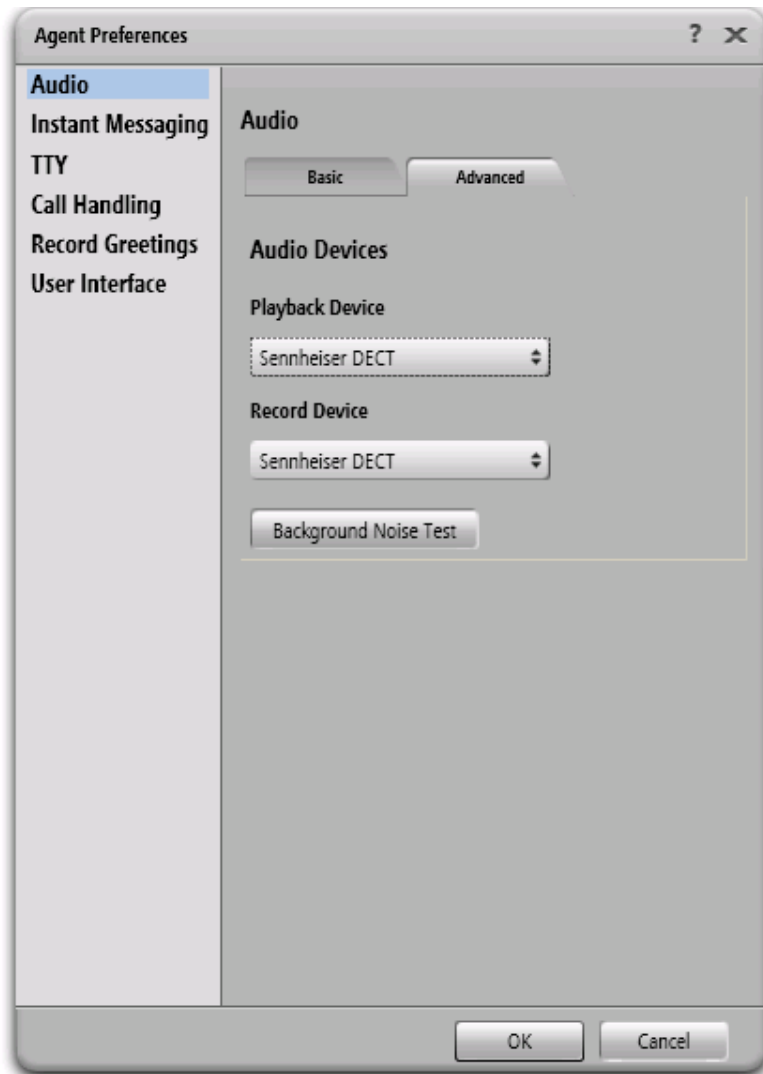 Agent Preferences ?
Audio
Instant Messaging
TTY
Call Handling
Record Greetings
User Interface
Audio
Basic Advanced
Audio Devices
Playback Device
Sennheiser DECT
Record Device
Sennheiser DECT
Background Noise Test
OK Cancel